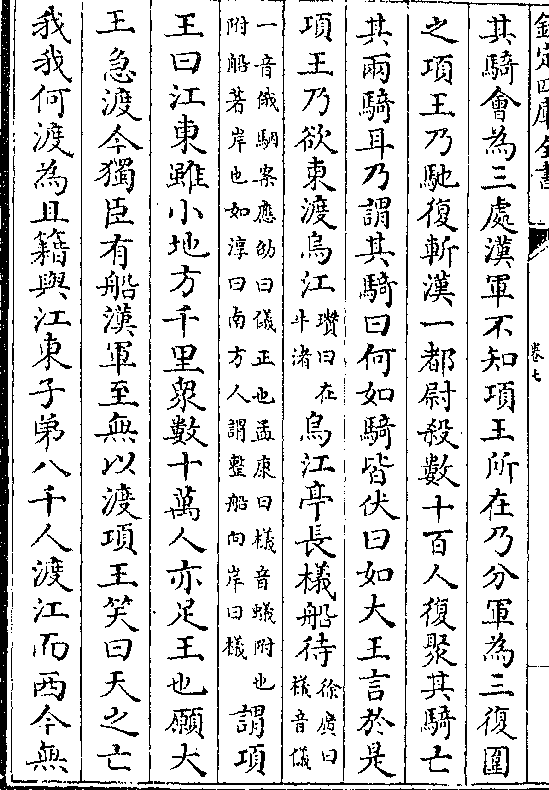 欽定四庫全書
卷七
其騎會為三處漢軍不知項王所在乃分軍為三復圍
之項王乃馳復斬漢一都尉殺數十百人復聚其騎亡
其兩騎耳乃謂其騎曰何如騎皆伏曰如大王言於是
項王乃欲東渡烏江瓚曰在牛渚烏江亭長檥船待徐廣曰檥音儀
一音俄駰案應劭曰儀正也孟康曰檥音蟻附也
附船著岸也如淳曰南方人謂整船向岸曰檥謂項
王曰江東雖小地方千里衆數十萬人亦足王也願大
王急渡今獨臣有船漢軍至無以渡項王笑曰天之亡
我我何渡為且籍與江東子弟八千人渡江而西今無